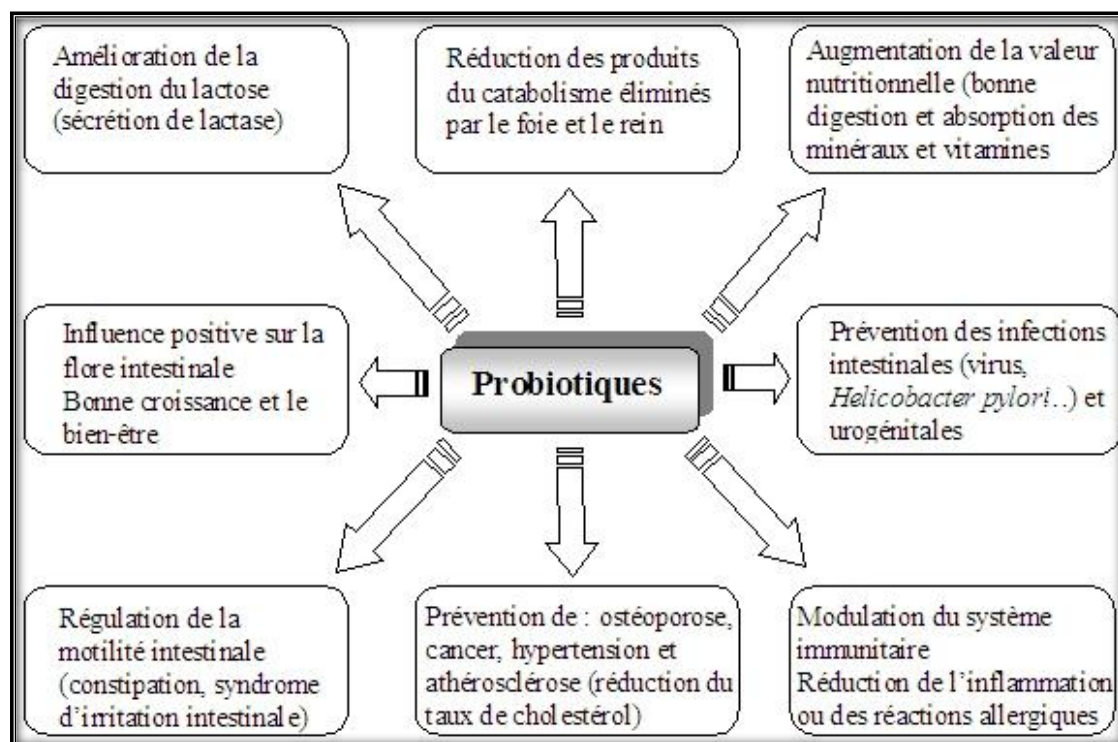 Amélioration de la
digestion du lactose
(sécrétion de lactase)
Réduction des produits
du catabolisme éliminés
par le foie et le rein
Augmentation de la valeur
nutritionnelle (bonne
digestion et absorption des
minéraux et vitamines
Influence positive sur la
flore intestinale
Bonne croissance et le
bien-être
Probiotiques
Prévention des infections
intestinales (virus,
Helicobacter pylori...) et
urogénitales
Régulation de la
motilité intestinale
(constipation, syndrome
d'irritation intestinale)
Prévention de : ostéoporose,
cancer, hypertension et
athérosclérose (réduction du
taux de cholestérol)
Modulation du système
immunitaire
Réduction de l'inflammation
ou des réactions allergiques